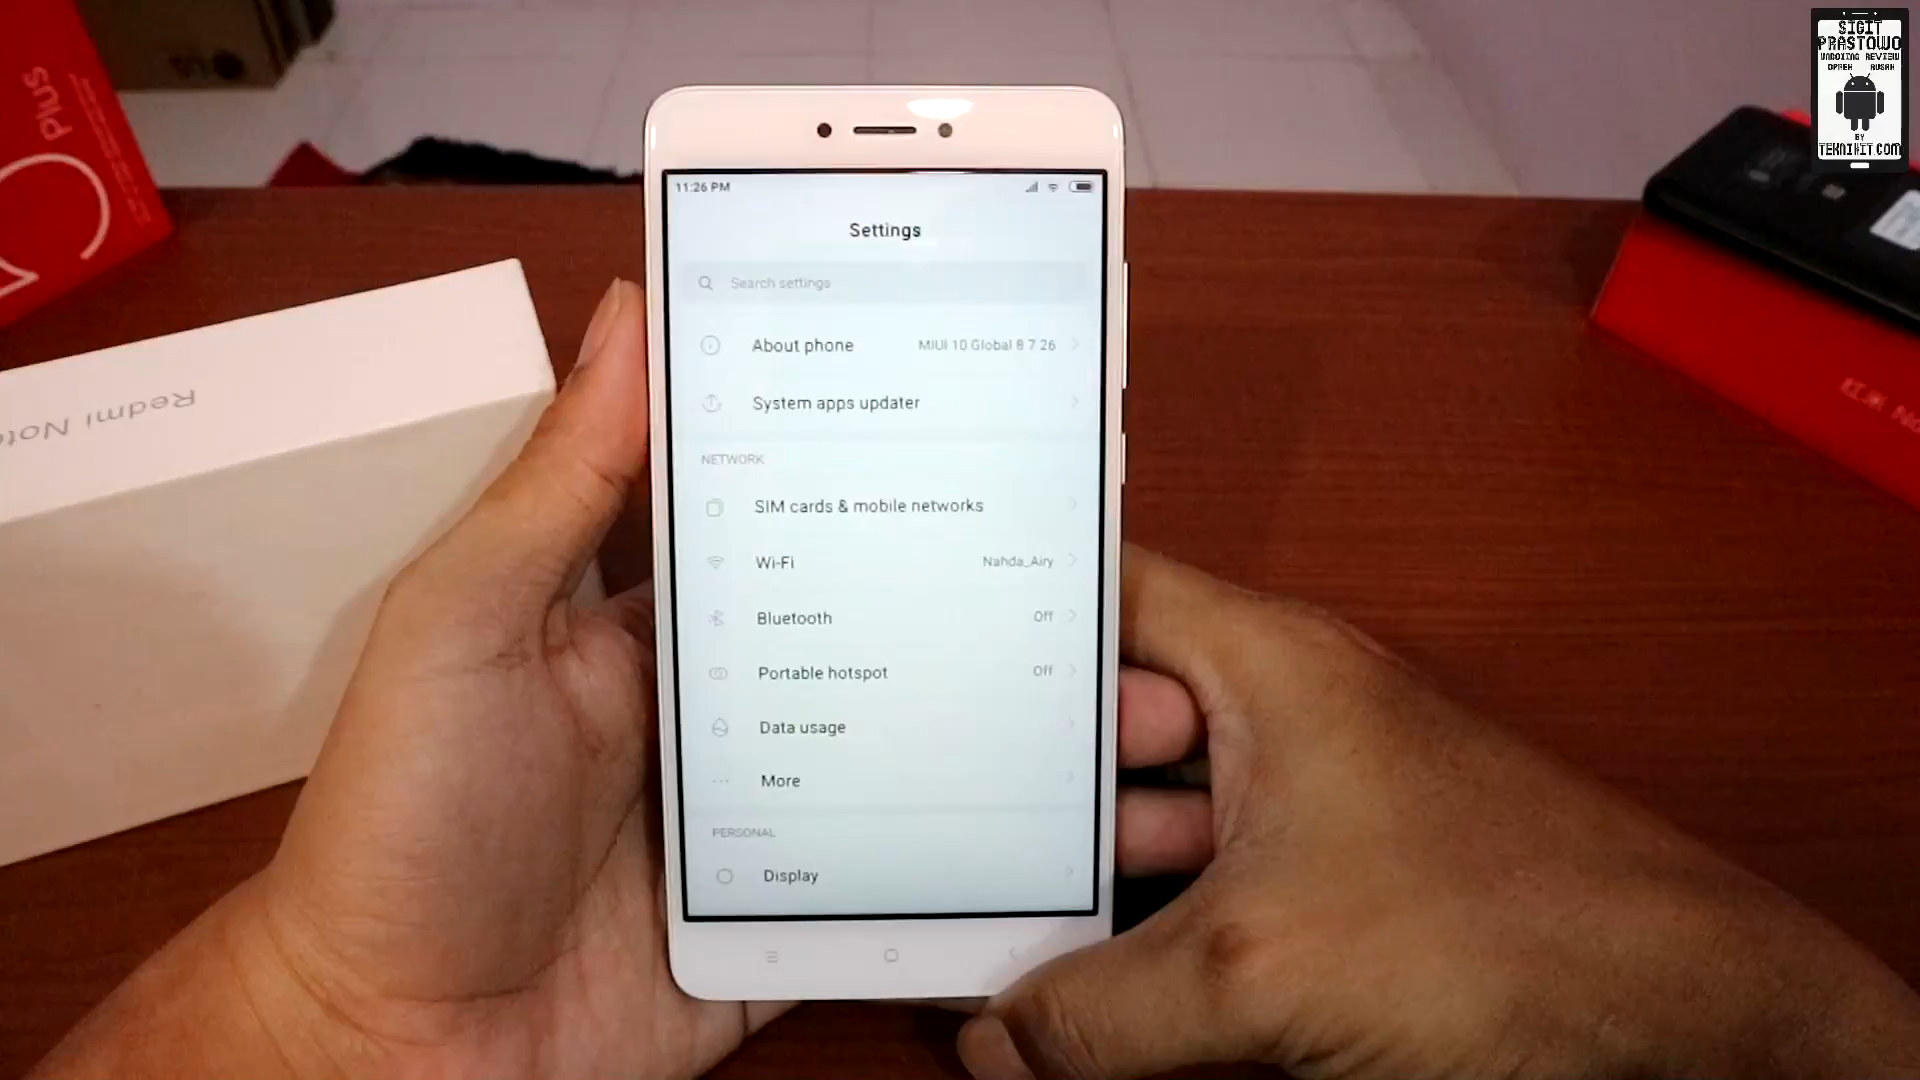 SIGIT
PRASTOWO
UNBOXING REVIEW
OPREK RUSAK
BY
TEKNIKIT.COM
PLUS
Redmi Note
11:26 PM
Settings
Search settings
About phone MIUI 10 Global 8.7.26
System apps updater
NETWORK
SIM cards & mobile networks
Wi-Fi Nahda_Airy
Bluetooth Off
Portable hotspot Off
Data usage
More
PERSONAL
Display